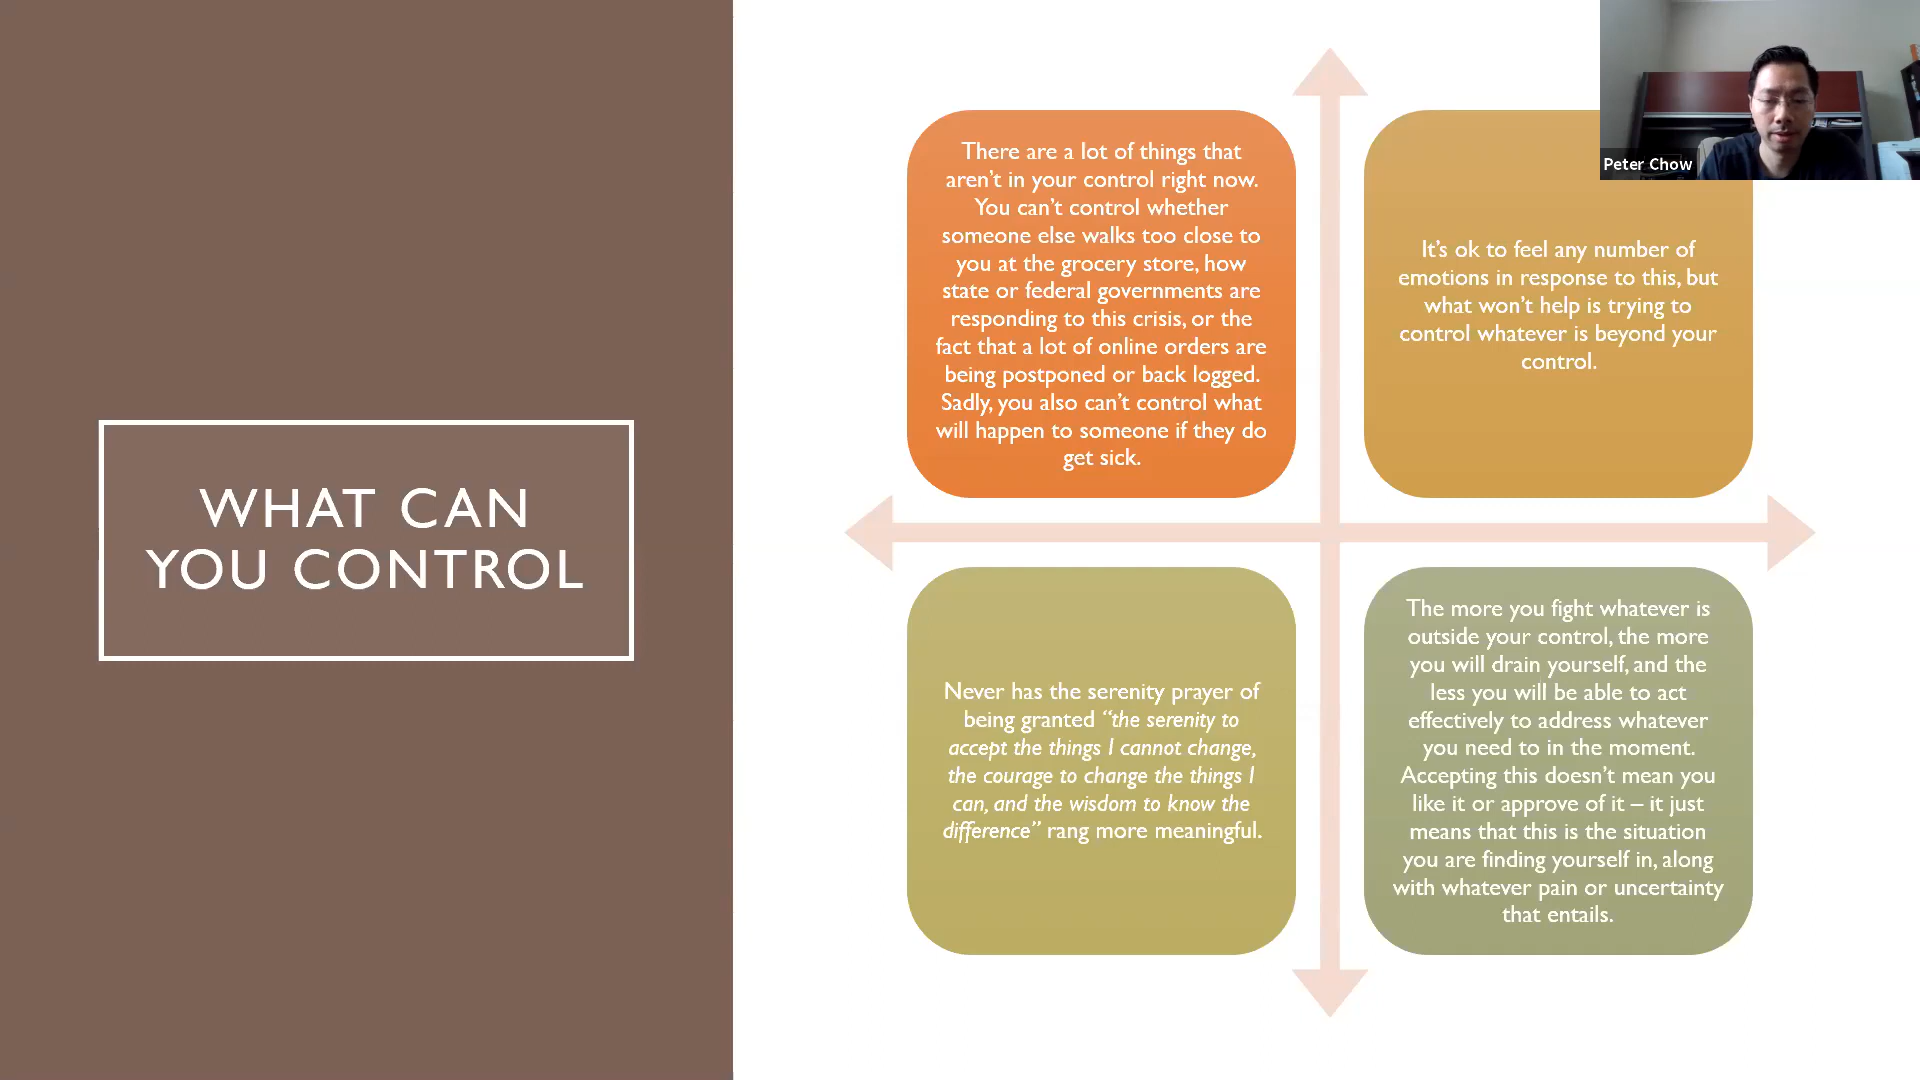 WHAT CAN
YOU CONTROL
There are a lot of things that
aren't in your control right now.
You can't control whether
someone else walks too close to
you at the grocery store, how
state or federal governments are
responding to this crisis, or the
fact that a lot of online orders are
being postponed or back logged.
Sadly, you also can't control what
will happen to someone if they do
get sick.
It's ok to feel any number of
emotions in response to this, but
what won't help is trying to
control whatever is beyond your
control.
Never has the serenity prayer of
being granted “the serenity to
accept the things I cannot change,
the courage to change the things I
can, and the wisdom to know the
difference” rang more meaningful.
The more you fight whatever is
outside your control, the more
you will drain yourself, and the
less you will be able to act
effectively to address whatever
you need to in the moment.
Accepting this doesn't mean you
like it or approve of it – it just
means that this is the situation
you are finding yourself in, along
with whatever pain or uncertainty
that entails.
Peter Chow